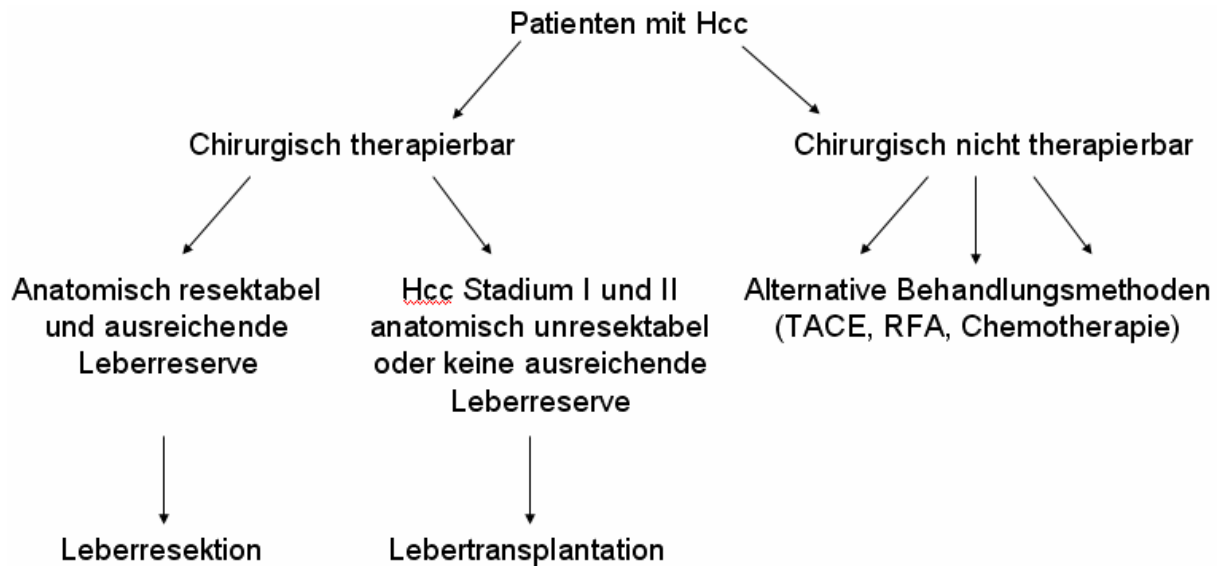 Patienten mit Hcc
Chirurgisch therapierbar
Chirurgisch nicht therapierbar
Anatomisch resektabel
und ausreichende
Leberreserve
Hcc Stadium I und II
anatomisch unresektabel
oder keine ausreichende
Leberreserve
Alternative Behandlungsmethoden
(TACE, RFA, Chemotherapie)
Leberresektion
Lebertransplantation